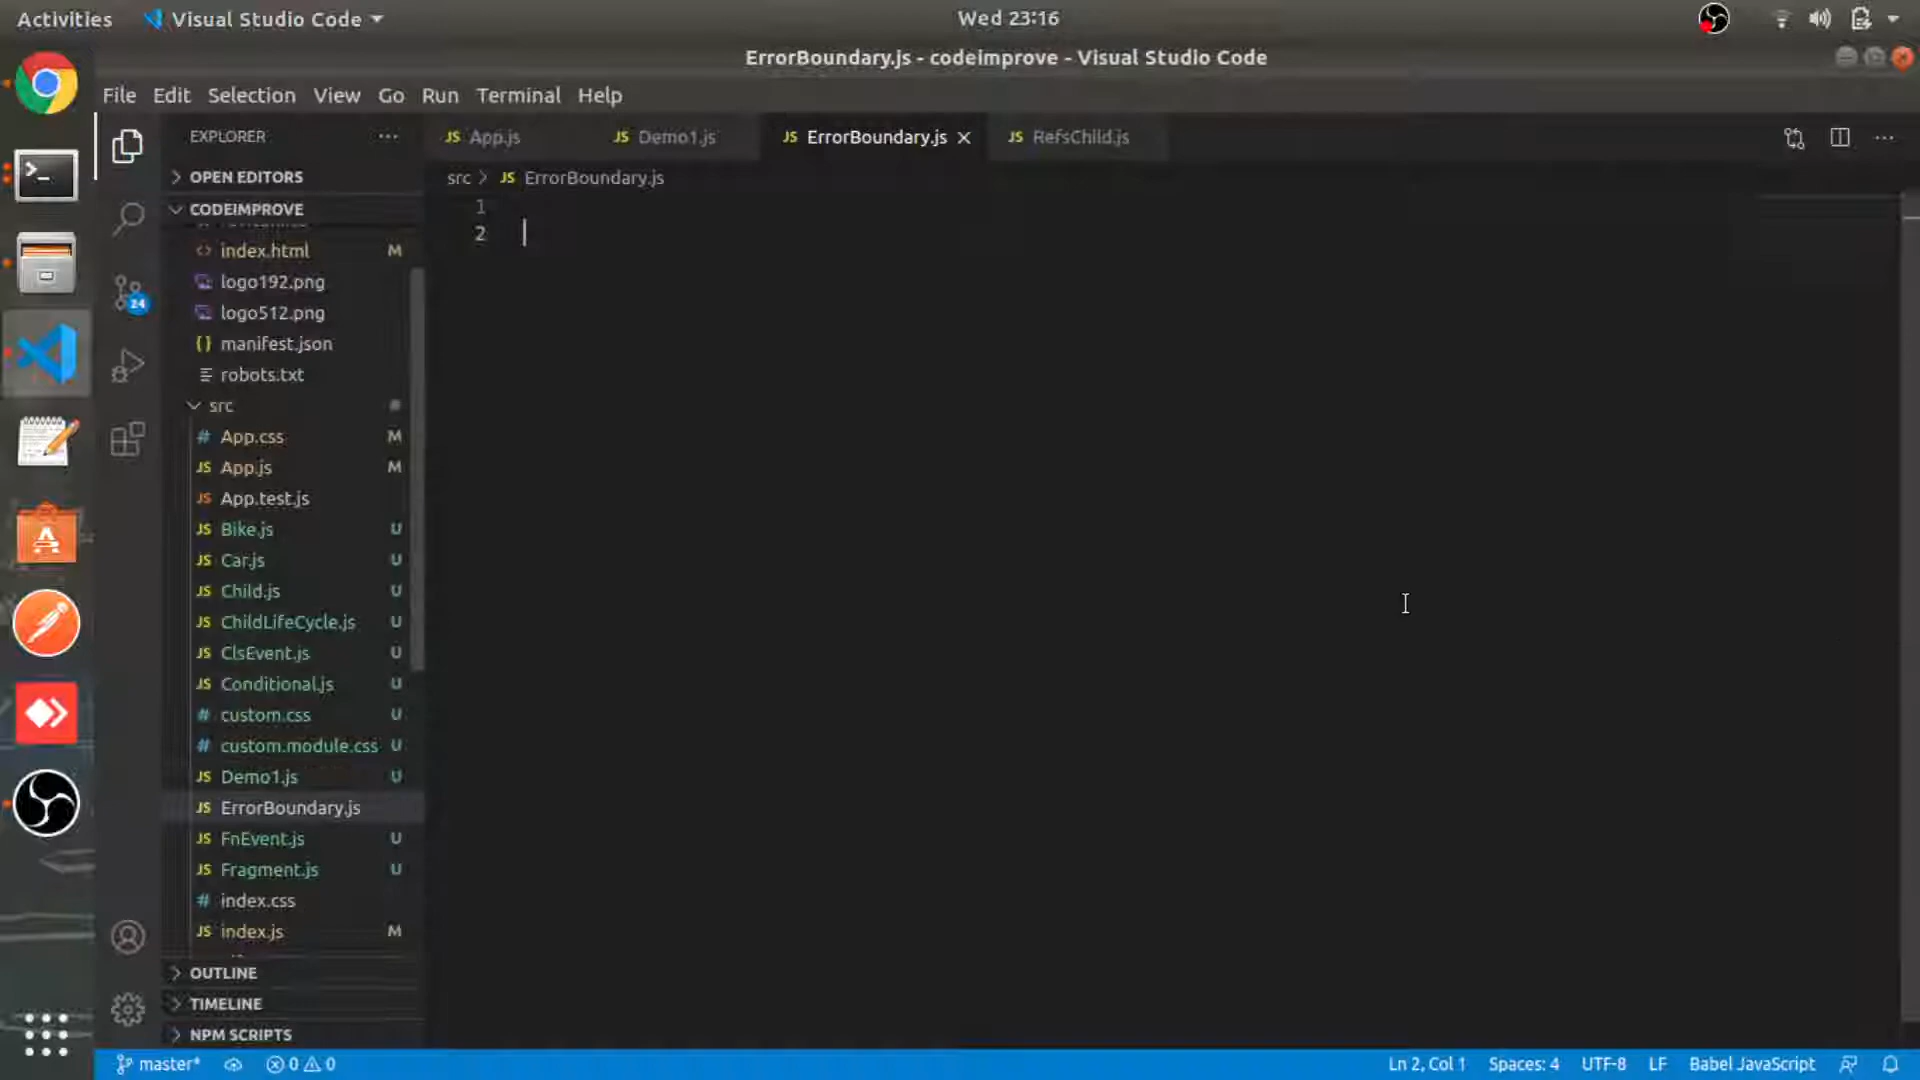 Activities
Visual Studio Code
Wed 23:16
ErrorBoundary.js - codeimprove - Visual Studio Code
File Edit Selection View Go Run Terminal Help
EXPLORER
OPEN EDITORS
CODEIMPROVE
index.html M
logo192.png
logo512.png
manifest.json
robots.txt
src
App.css M
App.js M
App.test.js
Bike.js U
Car.js U
Child.js U
ChildLifeCycle.js U
ClsEvent.js U
Conditional.js U
custom.css U
custom.module.css U
Demo1.js U
ErrorBoundary.js
FnEvent.js U
Fragment.js U
index.css
index.js M
OUTLINE
TIMELINE
NPM SCRIPTS
24
JS App.js
JS Demo1.js
JS ErrorBoundary.js
JS RefsChild.js
src > JS ErrorBoundary.js
1
2
master*
0 0
Ln 2, Col 1
Spaces: 4
UTF-8
LF
Babel JavaScript